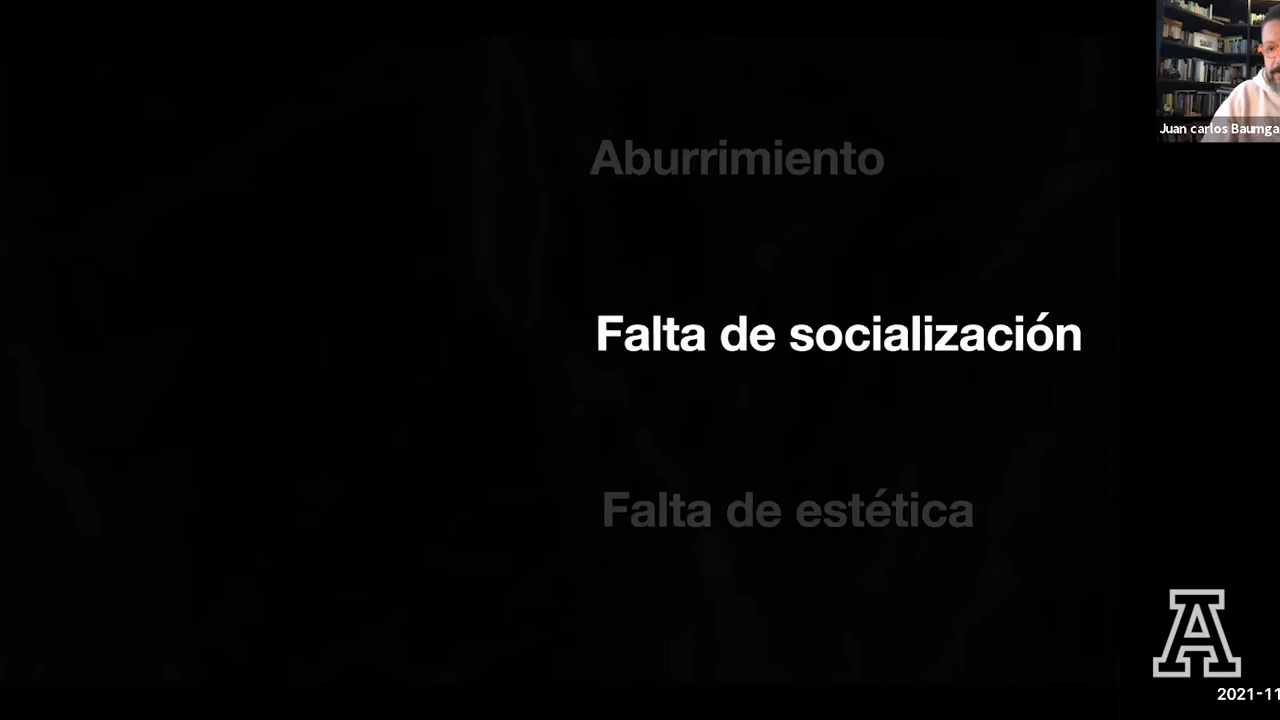 Juan carlos Baumga
Aburrimiento
Falta de socialización
Falta de estética
A
2021-11